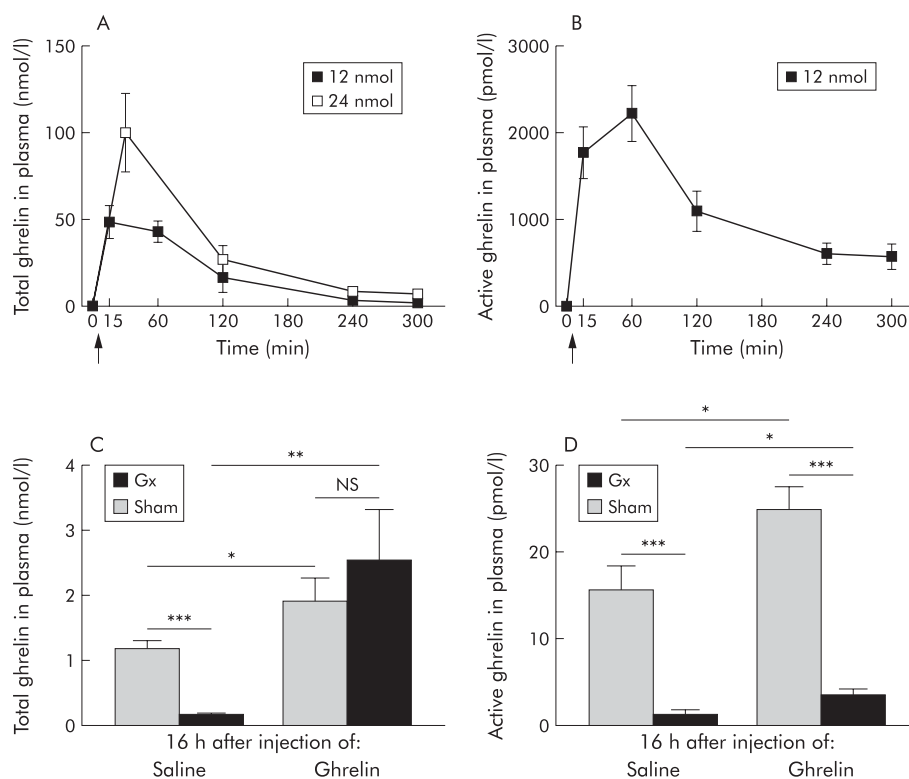 A
Total ghrelin in plasma (nmol/l)
150
100
50
0
12 nmol
24 nmol
0 15 60 120 180 240 300
Time (min)
B
Active ghrelin in plasma (pmol/l)
3000
2000
1000
0
12 nmol
0 15 60 120 180 240 300
Time (min)
C
Total ghrelin in plasma (nmol/l)
4
3
2
1
0
Gx
Sham
**
NS
*
***
16 h after injection of:
Saline Ghrelin
D
Active ghrelin in plasma (pmol/l)
30
20
10
0
Gx
Sham
*
*
***
***
16 h after injection of:
Saline Ghrelin